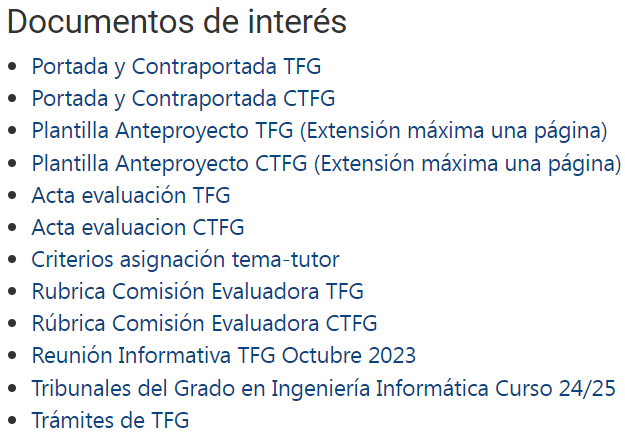 Documentos de interés
Portada y Contraportada TFG
Portada y Contraportada CTFG
Plantilla Anteproyecto TFG (Extensión máxima una página)
Plantilla Anteproyecto CTFG (Extensión máxima una página)
Acta evaluación TFG
Acta evaluacion CTFG
Criterios asignación tema-tutor
Rubrica Comisión Evaluadora TFG
Rúbrica Comisión Evaluadora CTFG
Reunión Informativa TFG Octubre 2023
Tribunales del Grado en Ingeniería Informática Curso 24/25
Trámites de TFG